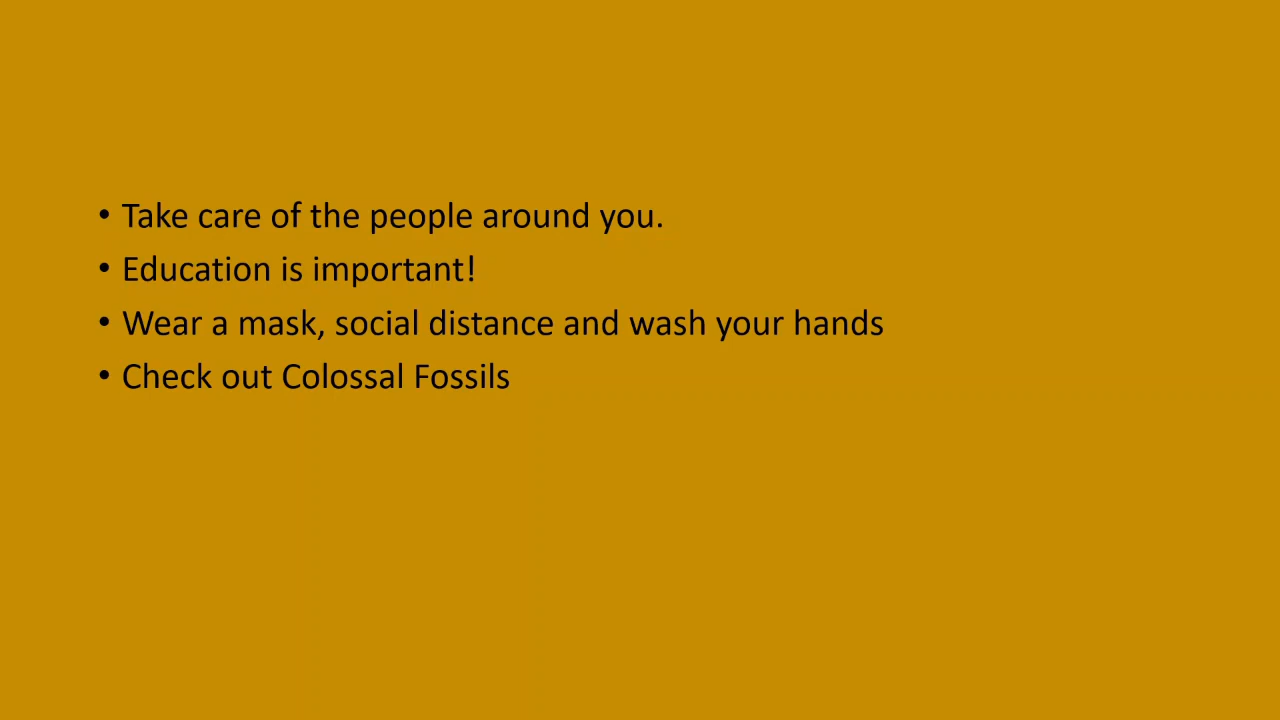 • Take care of the people around you.
• Education is important!
• Wear a mask, social distance and wash your hands
• Check out Colossal Fossils